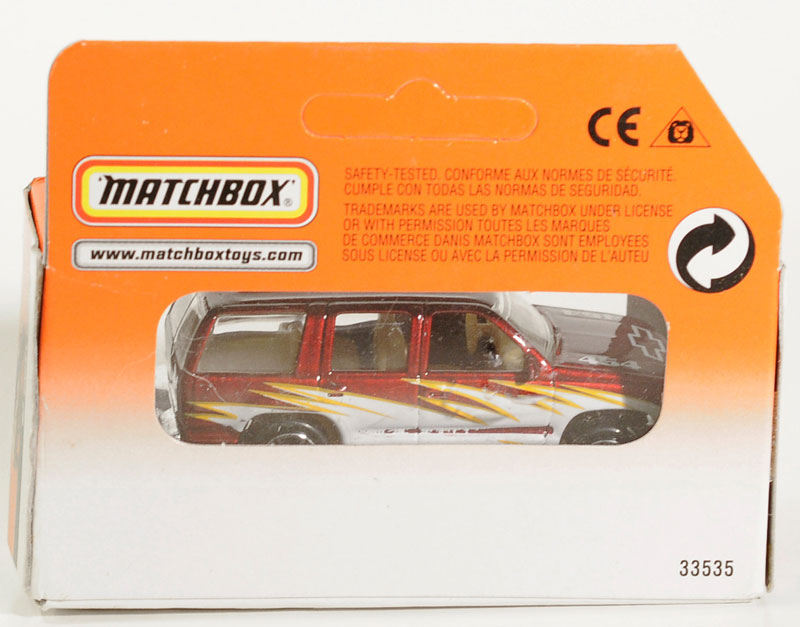 CE
MATCHBOX®
www.matchboxtoys.com
SAFETY-TESTED. CONFORME AUX NORMES DE SÉCURITÉ.
CUMPLE CON TODAS LAS NORMAS DE SEGURIDAD.
TRADEMARKS ARE USED BY MATCHBOX UNDER LICENSE
OR WITH PERMISSION TOUTES LES MARQUES
DE COMMERCE DANIS MATCHBOX SONT EMPLOYEES
SOUS LICENSE OU AVEC LA PERMISSION DE L'AUTEU
454
33535